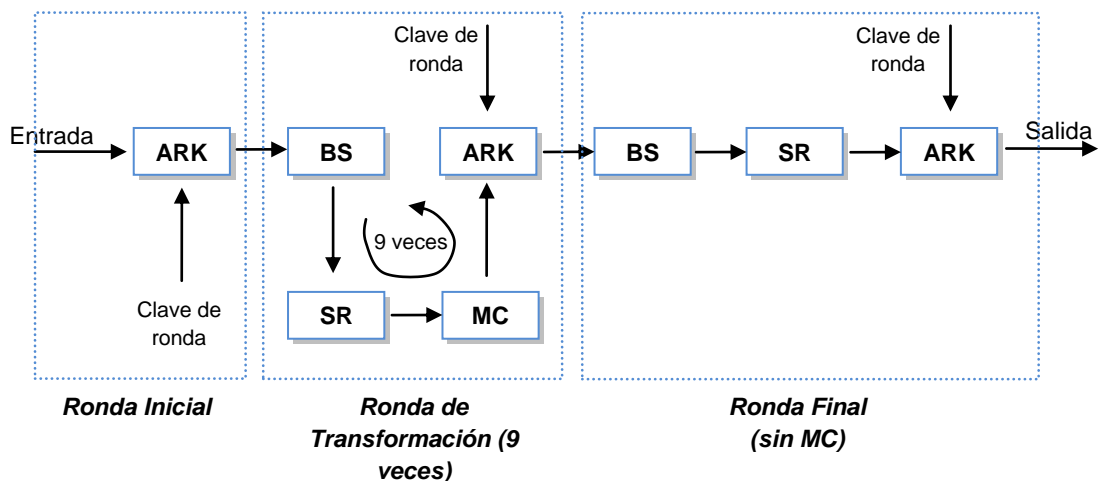 Entrada
ARK
Clave de
ronda
Ronda Inicial
BS
Clave de
ronda
ARK
9 veces
SR
MC
Ronda de
Transformación (9
veces)
BS
SR
Clave de
ronda
ARK
Salida
Ronda Final
(sin MC)